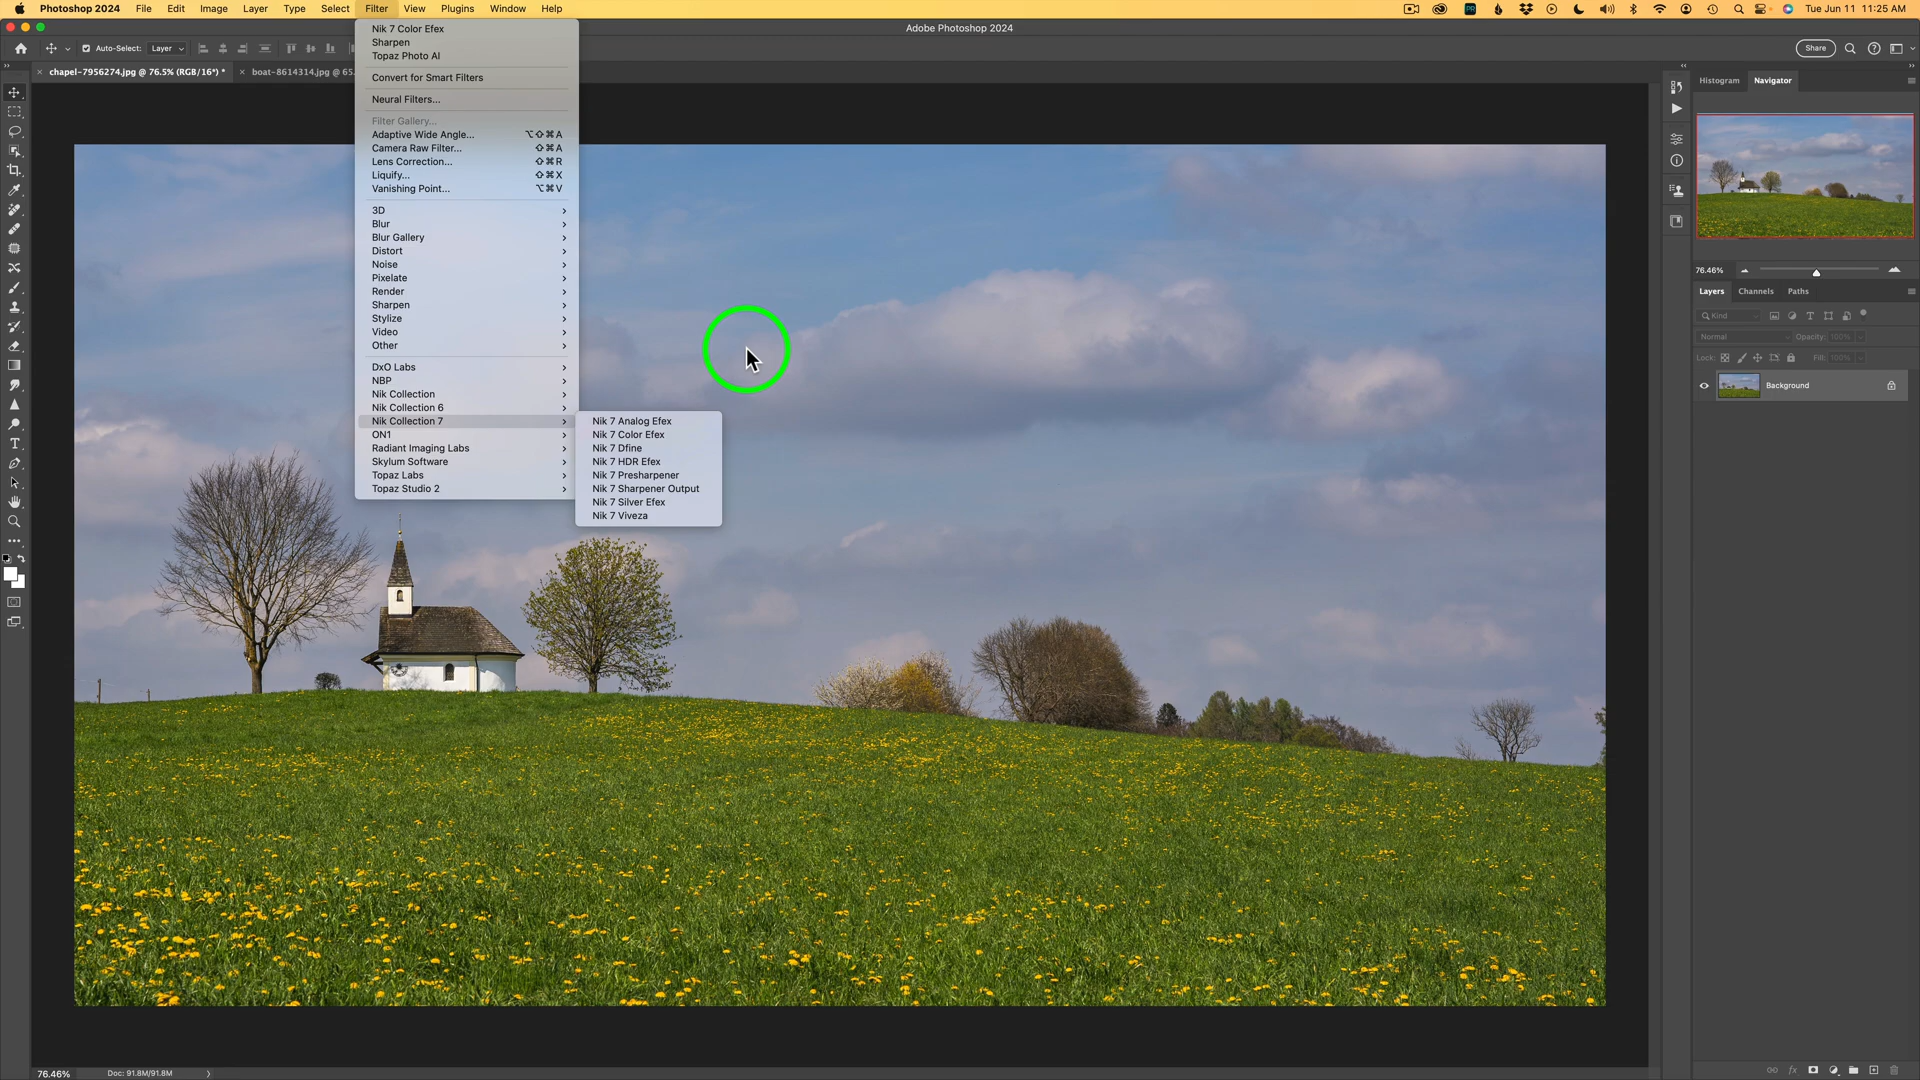 Photoshop 2024 File Edit Image Layer Type Select Filter View Plugins Window Help Tue Jun 11 11:25 AM
Adobe Photoshop 2024
Auto-Select: Layer Share
chapel-7956274.jpg @ 76.5% (RGB/16*) * boat-8614314.jpg @ 65.
Nik 7 Color Efex
Sharpen
Topaz Photo AI
Convert for Smart Filters
Neural Filters...
Filter Gallery...
Adaptive Wide Angle... ⌥⇧⌘A
Camera Raw Filter... ⇧⌘A
Lens Correction... ⇧⌘R
Liquify... ⇧⌘X
Vanishing Point... ⌥⌘V
3D
Blur
Blur Gallery
Distort
Noise
Pixelate
Render
Sharpen
Stylize
Video
Other
DxO Labs
NBP
Nik Collection
Nik Collection 6
Nik Collection 7
ON1
Radiant Imaging Labs
Skylum Software
Topaz Labs
Topaz Studio 2
Nik 7 Analog Efex
Nik 7 Color Efex
Nik 7 Dfine
Nik 7 HDR Efex
Nik 7 Presharpener
Nik 7 Sharpener Output
Nik 7 Silver Efex
Nik 7 Viveza
Histogram Navigator
76.46%
Layers Channels Paths
Kind
Normal Opacity: 100%
Lock: Fill: 100%
Background
76.46% Doc: 91.8M/91.8M